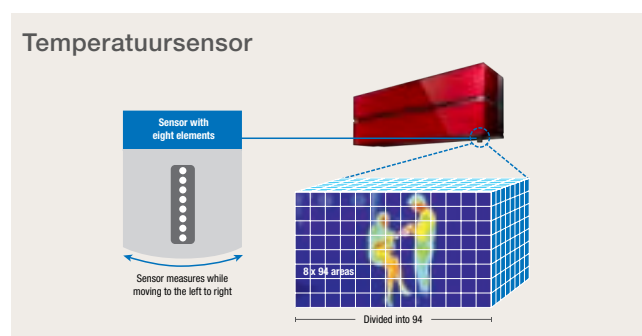 Temperatuursensor
Sensor with
eight elements
8 x 94 areas
Sensor measures while
moving to the left to right
Divided into 94